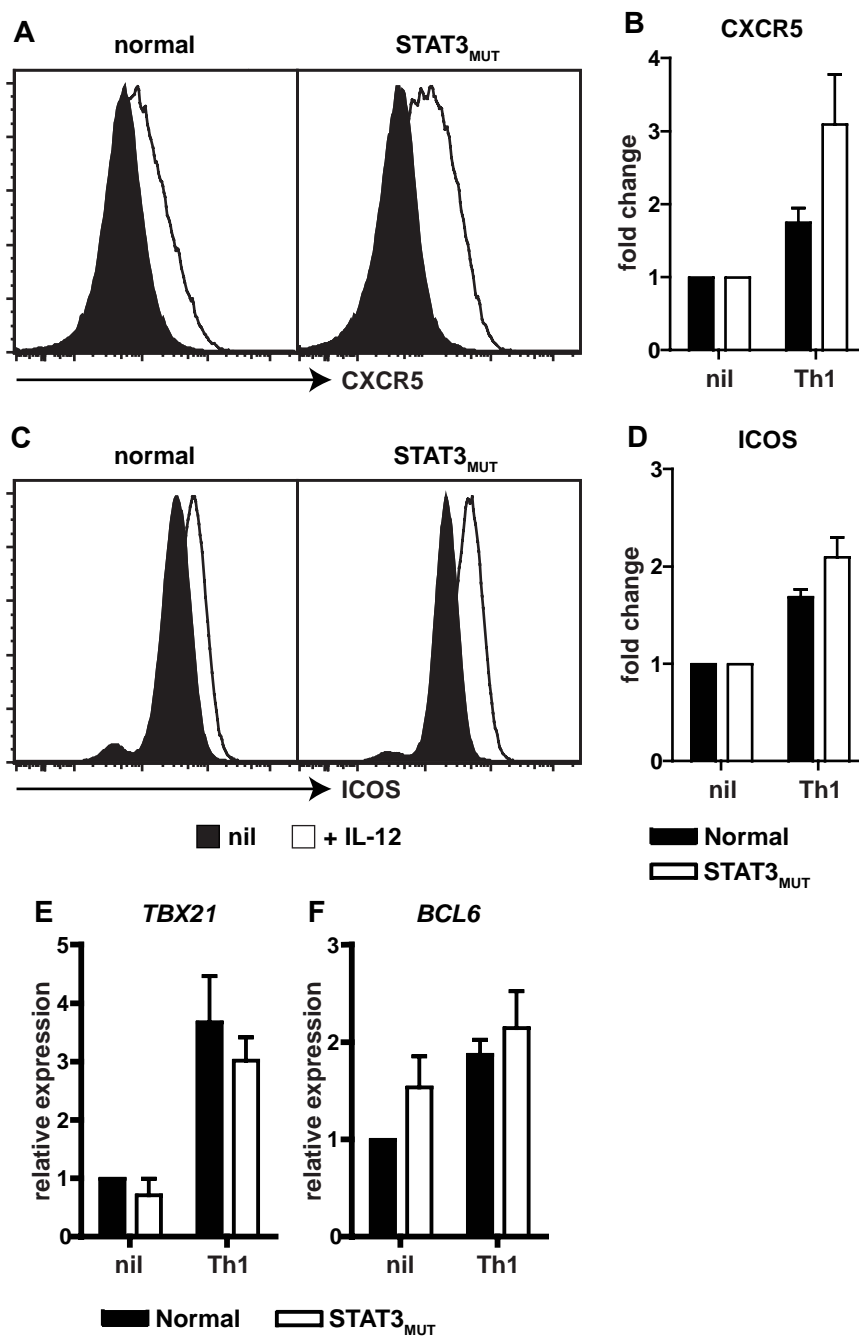 A
normal
STAT3MUT
CXCR5
B
CXCR5
fold change
4
3
2
1
0
nil
Th1
C
normal
STAT3MUT
ICOS
nil
+ IL-12
D
ICOS
fold change
3
2
1
0
nil
Th1
Normal
STAT3MUT
E
TBX21
relative expression
5
4
3
2
1
0
nil
Th1
F
BCL6
relative expression
3
2
1
0
nil
Th1
Normal
STAT3MUT